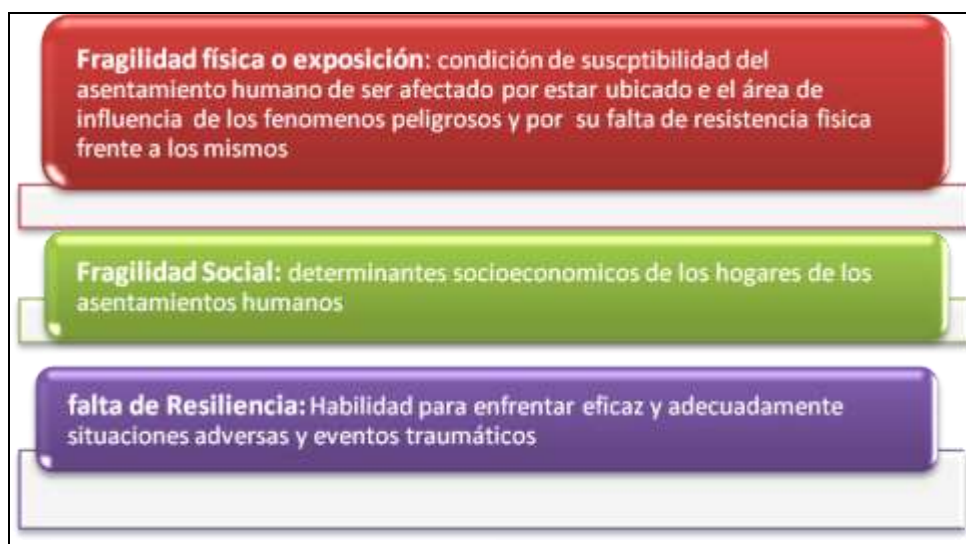 Fragilidad física o exposición: condición de suscptibilidad del
asentamiento humano de ser afectado por estar ubicado e el área de
influencia de los fenomenos peligrosos y por su falta de resistencia fisica
frente a los mismos
Fragilidad Social: determinantes socioeconomicos de los hogares de los
asentamientos humanos
falta de Resiliencia: Habilidad para enfrentar eficaz y adecuadamente
situaciones adversas y eventos traumáticos